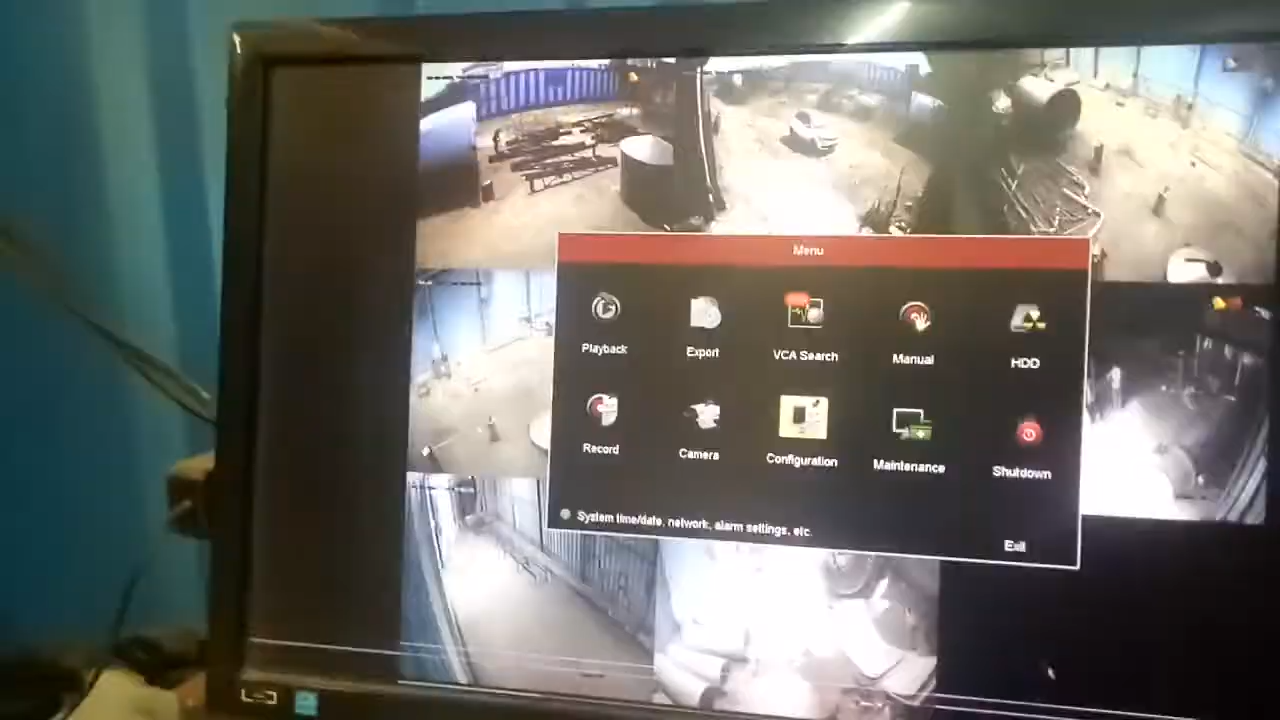 Menu
Playback
Export
VCA Search
Manual
HDD
Record
Camera
Configuration
Maintenance
Shutdown
System time/date, network, alarm settings, etc.
Exit